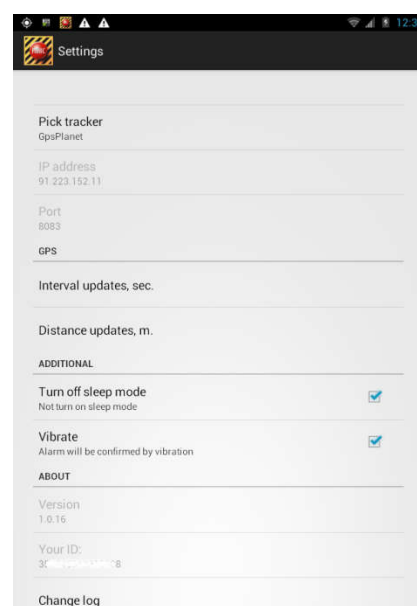 12:3
Settings
Pick tracker
GpsPlanet
IP address
91.223.152.11
Port
8083
GPS
Interval updates, sec.
Distance updates, m.
ADDITIONAL
Turn off sleep mode
Not turn on sleep mode
Vibrate
Alarm will be confirmed by vibration
ABOUT
Version
1.0.16
Your ID:
Change log